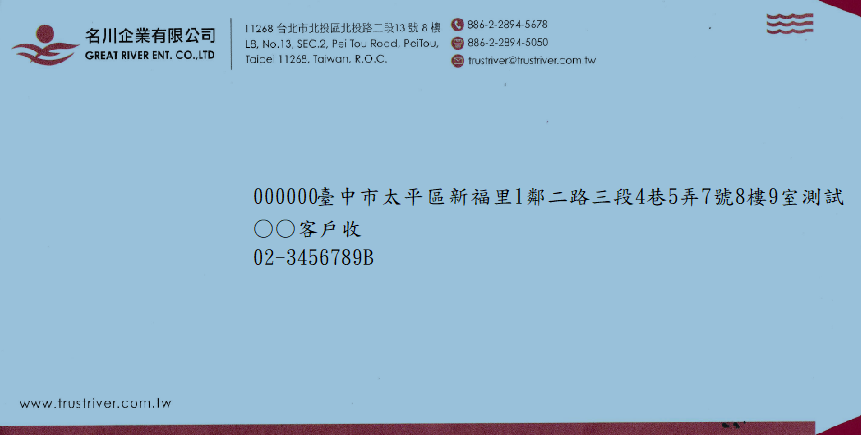 名川企業有限公司
GREAT RIVER ENT. CO.,LTD
11268 台北市北投區北投路二段13號8樓
L8, No.13, SEC.2, Pei Tou Road, PeiTou,
Taipei 11268, Taiwan, R.O.C.
886-2-2894-5678
886-2-2894-5050
trustriver@trustriver.com.tw
000000臺中市太平區新福里1鄰二路三段4巷5弄7號8樓9室測試
○○客戶收
02-3456789B
www.trustriver.com.tw